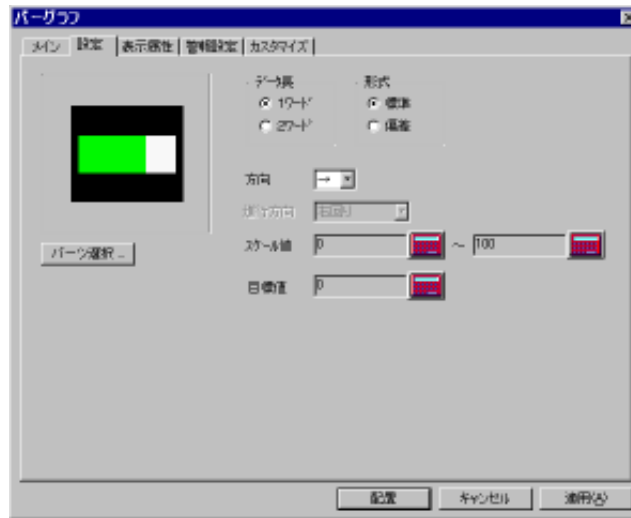 バーグラフ
メイン 設定 表示属性 警報設定 カスタマイズ
データ長 形式
1ワード 標準
2ワード 偏差
方向 →
右回り
スケール値 0 ～ 100
パーツ選択...
目標値 0
配置 キャンセル 適用(A)